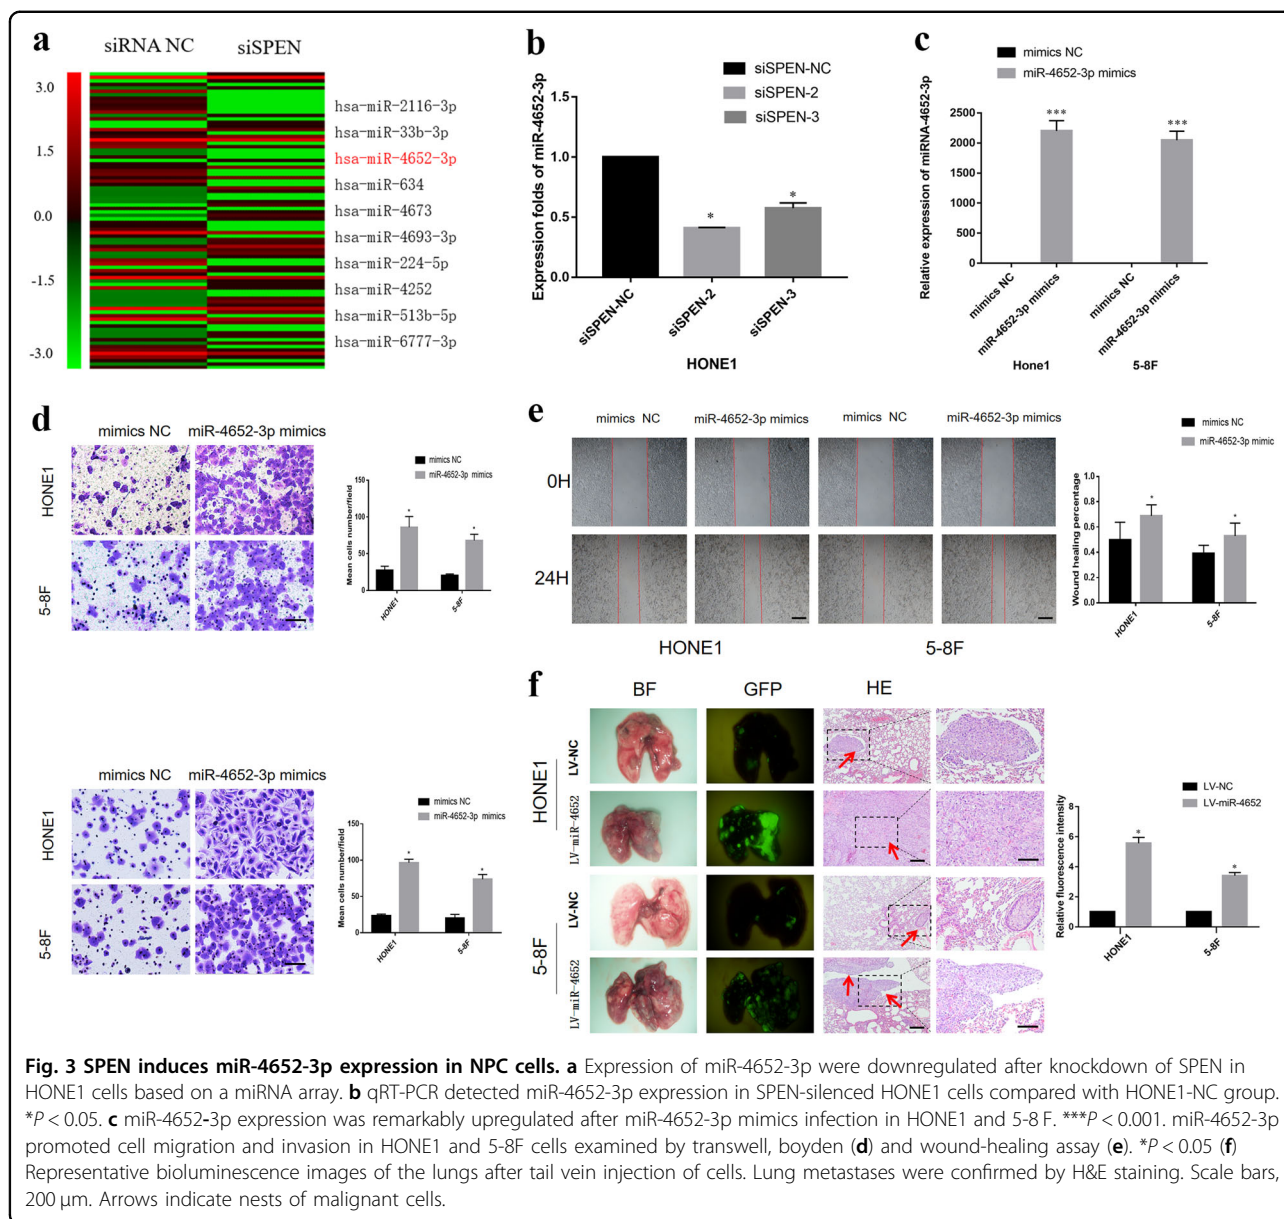 a
siRNA NC
siSPEN
3.0
1.5
0.0
-1.5
-3.0
hsa-miR-2116-3p
hsa-miR-33b-3p
hsa-miR-4652-3p
hsa-miR-634
hsa-miR-4673
hsa-miR-4693-3p
hsa-miR-224-5p
hsa-miR-4252
hsa-miR-513b-5p
hsa-miR-6777-3p
b
siSPEN-NC
siSPEN-2
siSPEN-3
Expression folds of miR-4652-3p
1.5
1.0
0.5
0.0
*
*
siSPEN-NC
siSPEN-2
siSPEN-3
HONE1
c
mimics NC
miR-4652-3p mimics
Relative expression of miRNA-4652-3p
2500
2000
1500
1000
500
0
***
***
mimics NC
miR-4652-3p mimics
mimics NC
miR-4652-3p mimics
Hone1
5-8F
d
mimics NC
miR-4652-3p mimics
HONE1
5-8F
mimics NC
miR-4652-3p mimics
Mean cells number/field
150
100
50
0
*
*
HONE1
5-8F
mimics NC
miR-4652-3p mimics
HONE1
5-8F
mimics NC
miR-4652-3p mimics
Mean cells number/field
150
100
50
0
*
*
HONE1
5-8F
e
mimics NC
miR-4652-3p mimics
mimics NC
miR-4652-3p mimics
0H
24H
HONE1
5-8F
mimics NC
miR-4652-3p mimic
Wound healing percentage
1.0
0.8
0.6
0.4
0.2
0.0
*
*
HONE1
5-8F
f
BF
GFP
HE
HONE1
LV-NC
LV-miR-4652
5-8F
LV-NC
LV-miR-4652
LV-NC
LV-miR-4652
Relative fluorescence intensity
8
6
4
2
0
*
*
HONE1
5-8F
Fig. 3 SPEN induces miR-4652-3p expression in NPC cells. a Expression of miR-4652-3p were downregulated after knockdown of SPEN in
HONE1 cells based on a miRNA array. b qRT-PCR detected miR-4652-3p expression in SPEN-silenced HONE1 cells compared with HONE1-NC group.
*P < 0.05. c miR-4652-3p expression was remarkably upregulated after miR-4652-3p mimics infection in HONE1 and 5-8 F. ***P < 0.001. miR-4652-3p
promoted cell migration and invasion in HONE1 and 5-8F cells examined by transwell, boyden (d) and wound-healing assay (e). *P < 0.05 (f)
Representative bioluminescence images of the lungs after tail vein injection of cells. Lung metastases were confirmed by H&E staining. Scale bars,
200 μm. Arrows indicate nests of malignant cells.